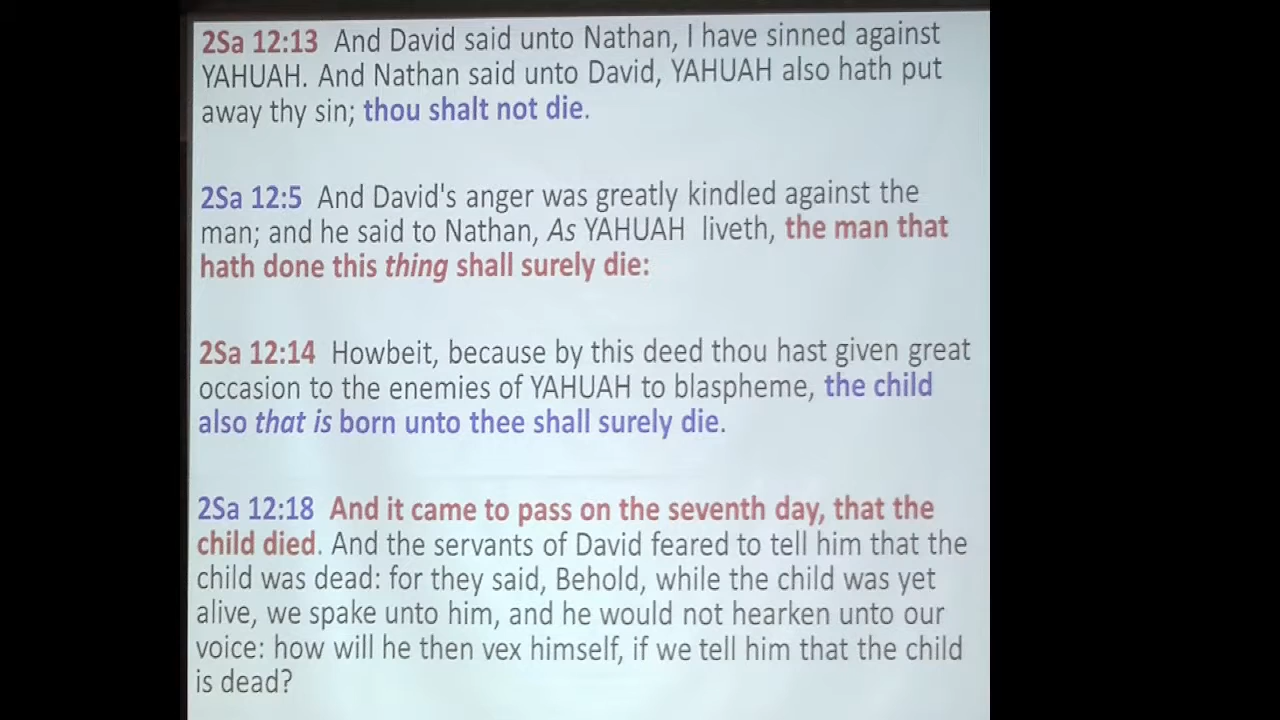 2Sa 12:13 And David said unto Nathan, I have sinned against
YAHUAH. And Nathan said unto David, YAHUAH also hath put
away thy sin; thou shalt not die.
2Sa 12:5 And David's anger was greatly kindled against the
man; and he said to Nathan, As YAHUAH liveth, the man that
hath done this thing shall surely die:
2Sa 12:14 Howbeit, because by this deed thou hast given great
occasion to the enemies of YAHUAH to blaspheme, the child
also that is born unto thee shall surely die.
2Sa 12:18 And it came to pass on the seventh day, that the
child died. And the servants of David feared to tell him that the
child was dead: for they said, Behold, while the child was yet
alive, we spake unto him, and he would not hearken unto our
voice: how will he then vex himself, if we tell him that the child
is dead?